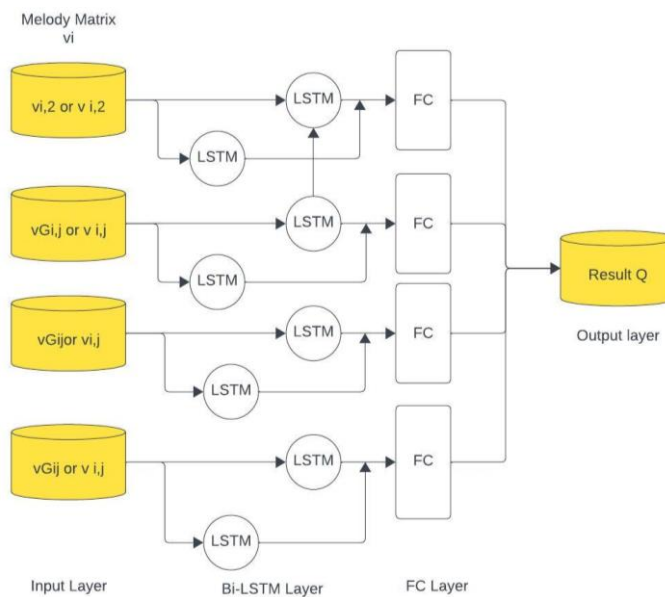 Melody Matrix
vi
vi,2 or v i,2
LSTM
FC
LSTM
vGi,j or v i,j
LSTM
FC
LSTM
Result Q
vGijor vi,j
LSTM
FC
Output layer
LSTM
vGij or v i,j
LSTM
FC
LSTM
Input Layer
Bi-LSTM Layer
FC Layer